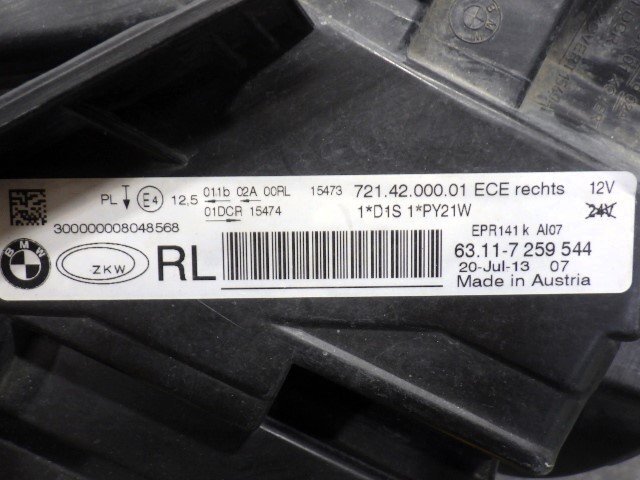 PL E4 12,5 011b 02A 00RL 15473 721.42.000.01 ECE rechts 12V
01DCR 15474 1*D1S 1*PY21W 24V
300000008048568 EPR141 k AI07
BMW ZKW RL 63.11-7 259 544
20-Jul-13 07
Made in Austria
BMW